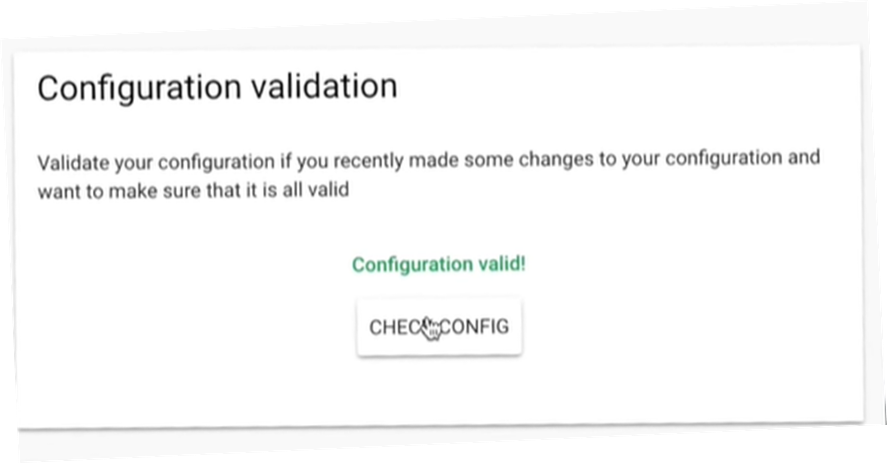 Configuration validation
Validate your configuration if you recently made some changes to your configuration and
want to make sure that it is all valid
Configuration valid!
CHECK CONFIG